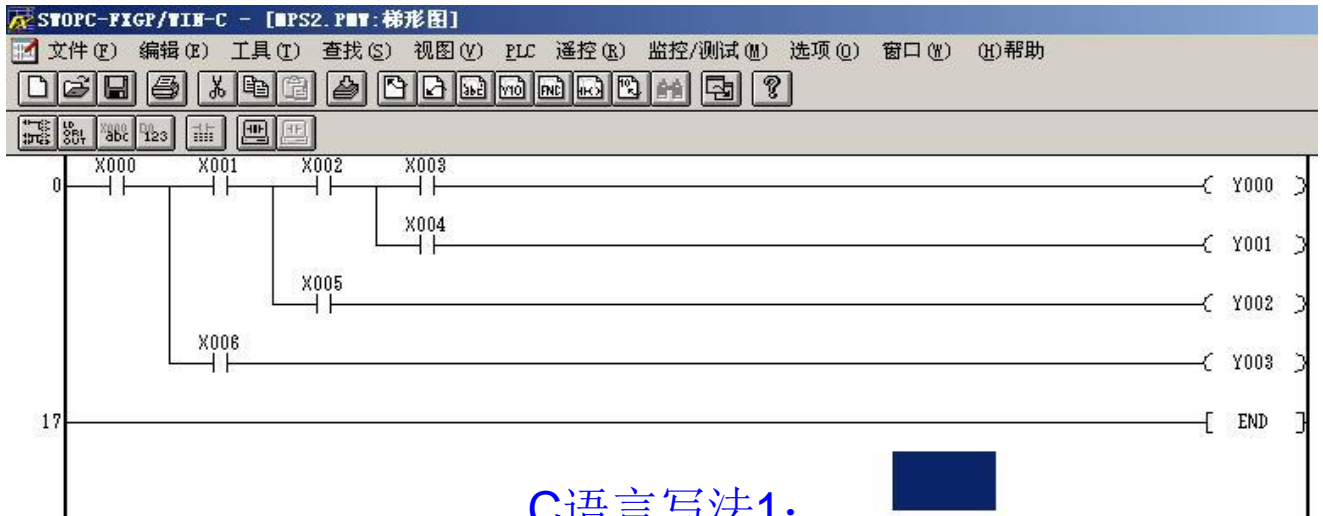 SWOPC-FXGP/WIN-C - [MPS2.PMW:梯形图]
文件(F) 编辑(E) 工具(T) 查找(S) 视图(V) PLC 遥控(R) 监控/测试(M) 选项(O) 窗口(W) (H)帮助
X000 X001 X002 X003
0 Y000
X004
Y001
X005
Y002
X006
Y003
17 END
C语言写法1：